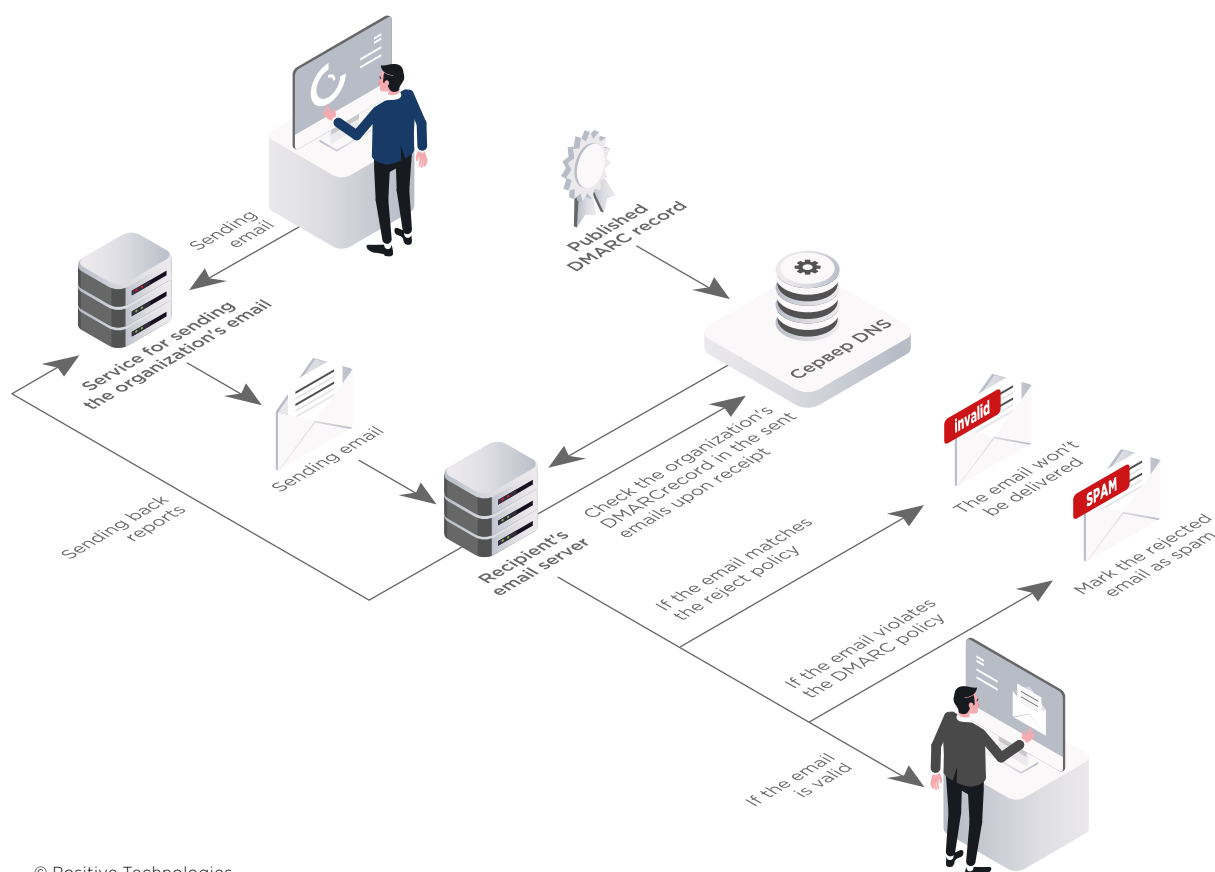 Sending
email
Published
DMARC record
Service for sending
the organization's email
Сервер DNS
Sending email
Check the organization's
DMARCrecord in the sent
emails upon receipt
invalid
The email won't
be delivered
SPAM
Mark the rejected
email as spam
Sending back
reports
Recipient's
email server
If the email matches
the reject policy
If the email violates
the DMARC policy
If the email
is valid
© Positive Technologies